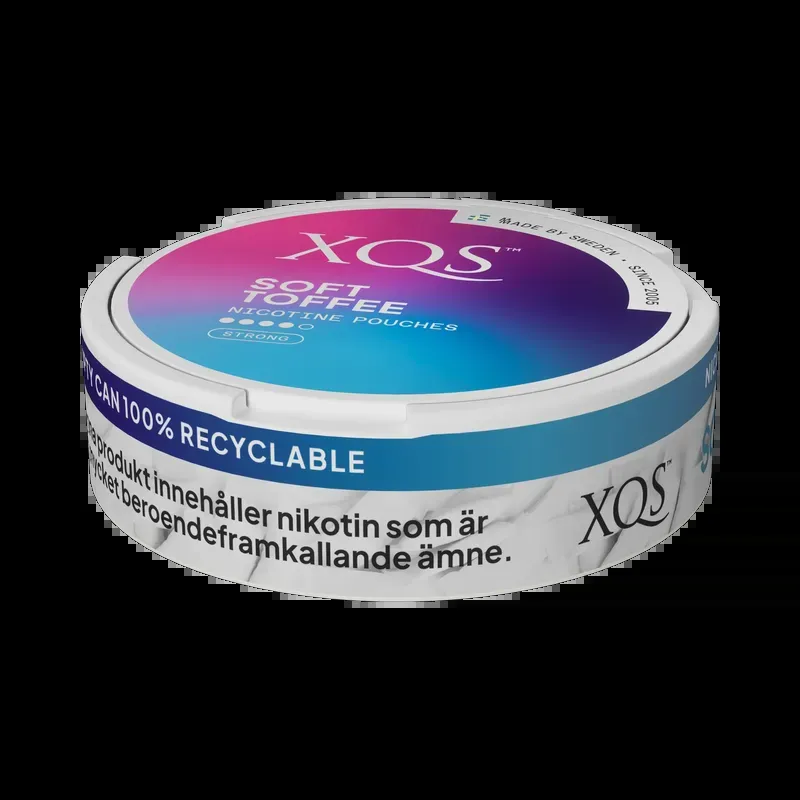 XQS™
MADE BY SWEDEN • SINCE 2005
SOFT
TOFFEE
NICOTINE POUCHES
STRONG
CAN 100% RECYCLABLE
produkt innehåller nikotin som är
beroendeframkallande ämne.
XQS™